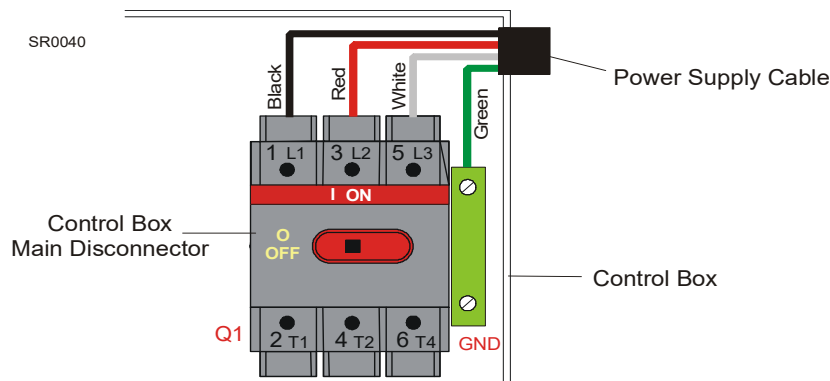 SR0040
Black
Red
White
Green
Power Supply Cable
1 L1
3 L2
5 L3
I ON
Control Box
Main Disconnector
O
OFF
Control Box
Q1
2 T1
4 T2
6 T4
GND